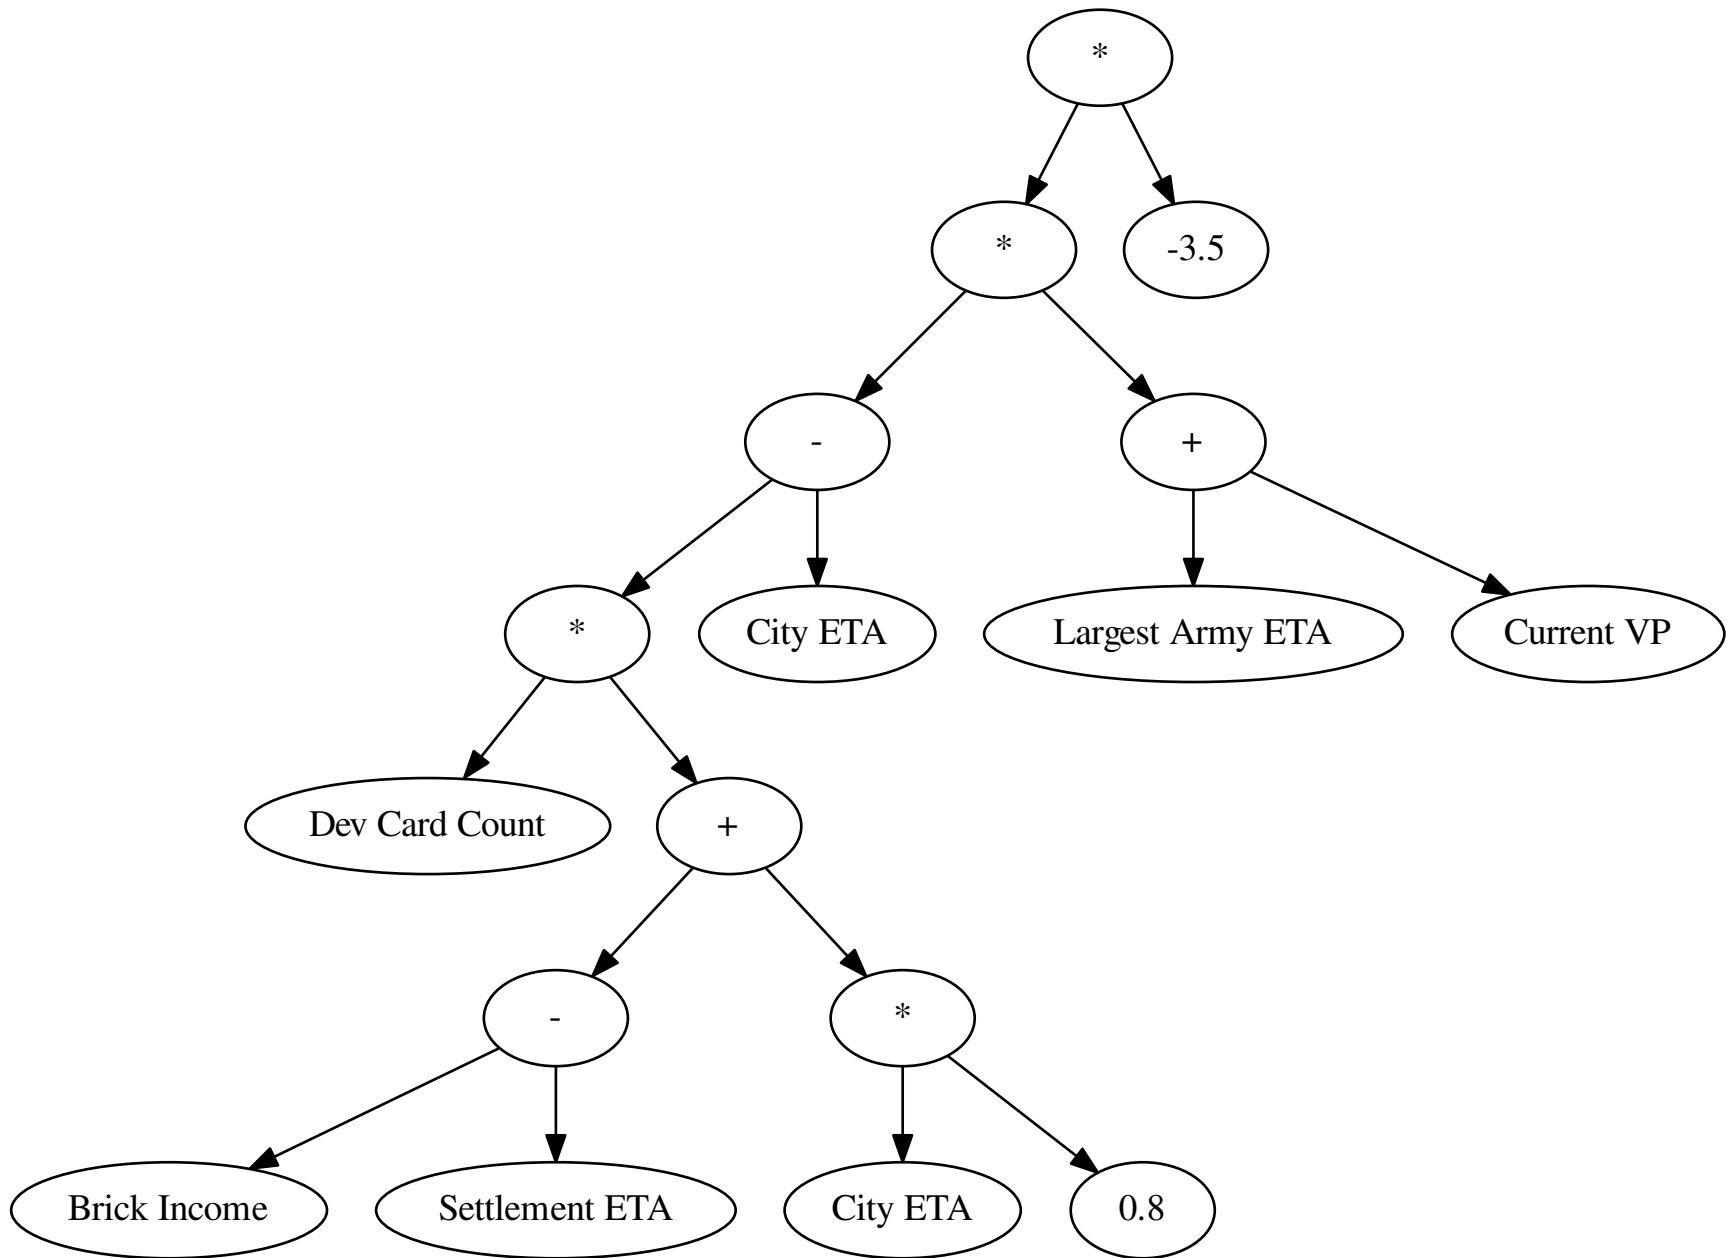 *
* -3.5
- +
* City ETA Largest Army ETA Current VP
Dev Card Count +
- *
Brick Income Settlement ETA City ETA 0.8